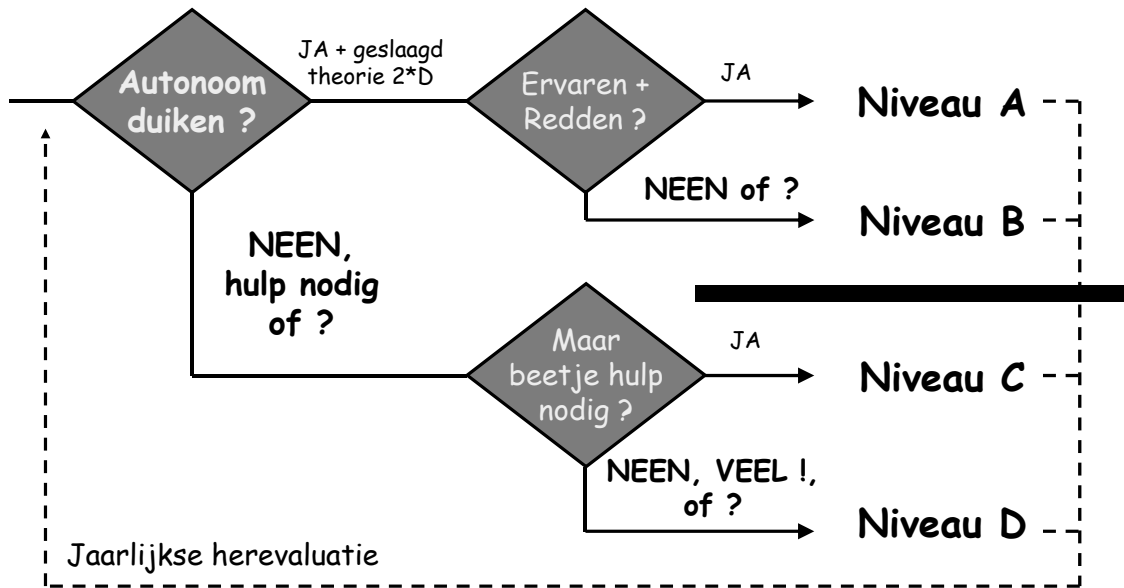 JA + geslaagd
theorie 2*D
Autonoom
duiken ?
Ervaren +
Redden ?
JA
Niveau A
NEEN of ?
Niveau B
NEEN,
hulp nodig
of ?
Maar
beetje hulp
nodig ?
JA
Niveau C
NEEN, VEEL !,
of ?
Niveau D
Jaarlijkse herevaluatie